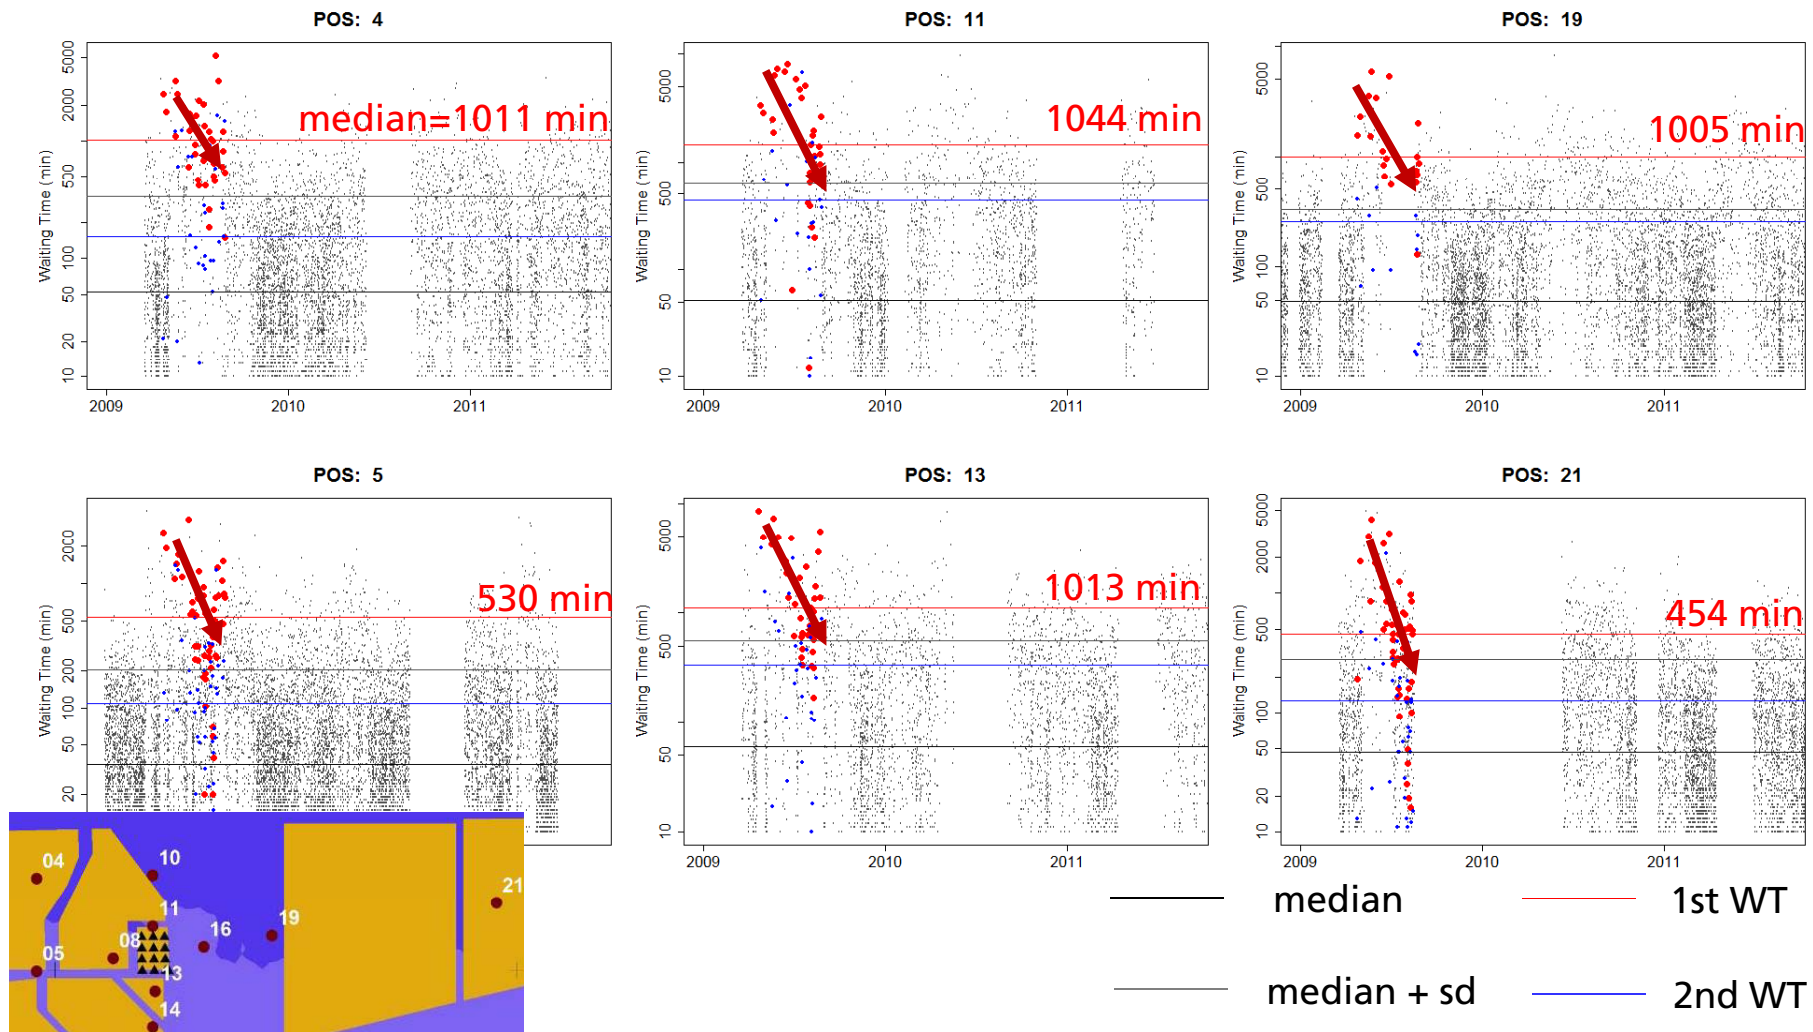 POS: 4
5000
2000
500
100
50
20
10
Waiting Time (min)
median=1011 min
2009
2010
2011
POS: 11
5000
500
50
10
Waiting Time (min)
1044 min
2009
2010
2011
POS: 19
5000
500
100
50
10
Waiting Time (min)
1005 min
2009
2010
2011
POS: 5
2000
500
200
100
50
20
Waiting Time (min)
530 min
POS: 13
5000
500
50
10
Waiting Time (min)
1013 min
2009
2010
2011
POS: 21
5000
2000
500
200
100
50
20
10
Waiting Time (min)
454 min
2009
2010
2011
04
10
21
11
19
16
08
05
13
14
median
1st WT
median + sd
2nd WT